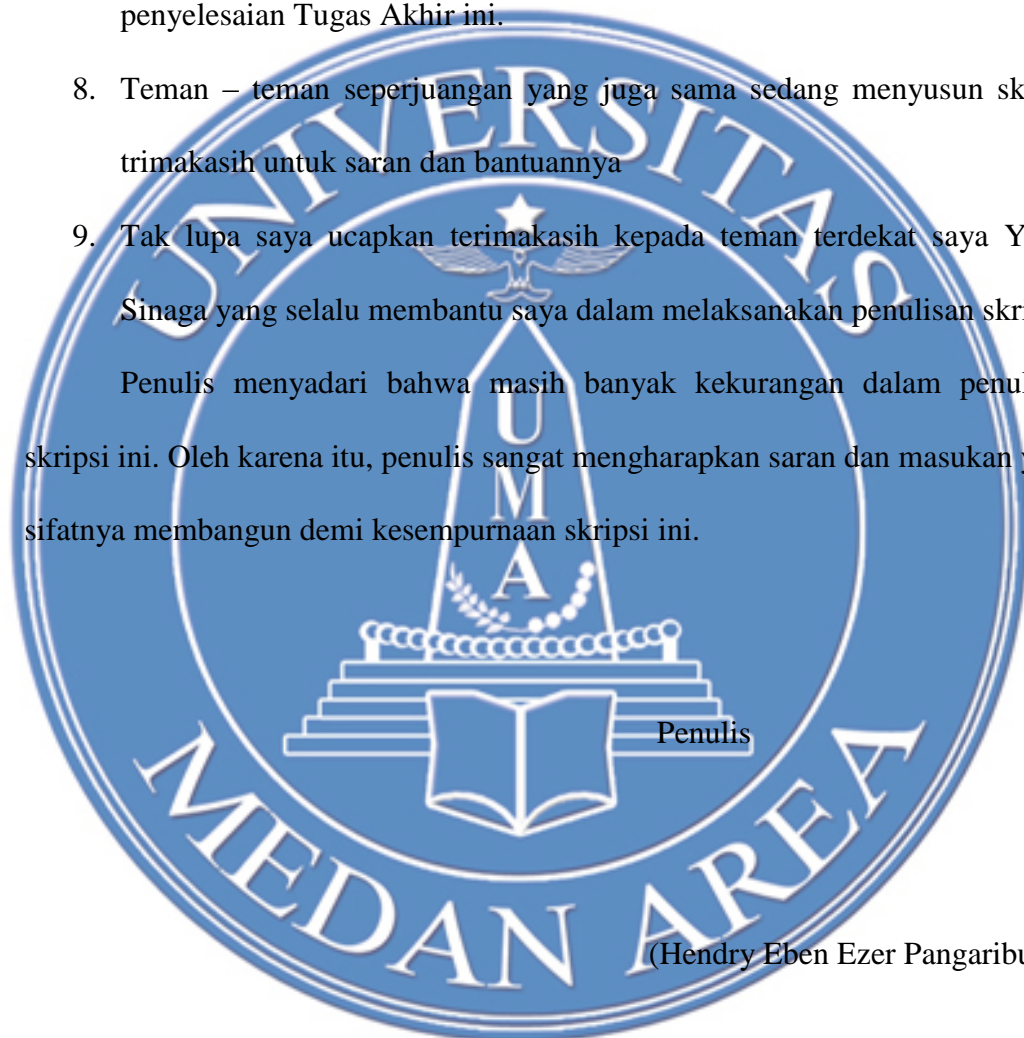 penyelesaian Tugas Akhir ini.
8. Teman – teman seperjuangan yang juga sama sedang menyusun sk
trimakasih untuk saran dan bantuannya
9. Tak lupa saya ucapkan terimakasih kepada teman terdekat saya Y
Sinaga yang selalu membantu saya dalam melaksanakan penulisan skri
Penulis menyadari bahwa masih banyak kekurangan dalam penul
skripsi ini. Oleh karena itu, penulis sangat mengharapkan saran dan masukan y
sifatnya membangun demi kesempurnaan skripsi ini.
Penulis
(Hendry Eben Ezer Pangaribu
UNIVERSITAS
UMA
MEDAN AREA